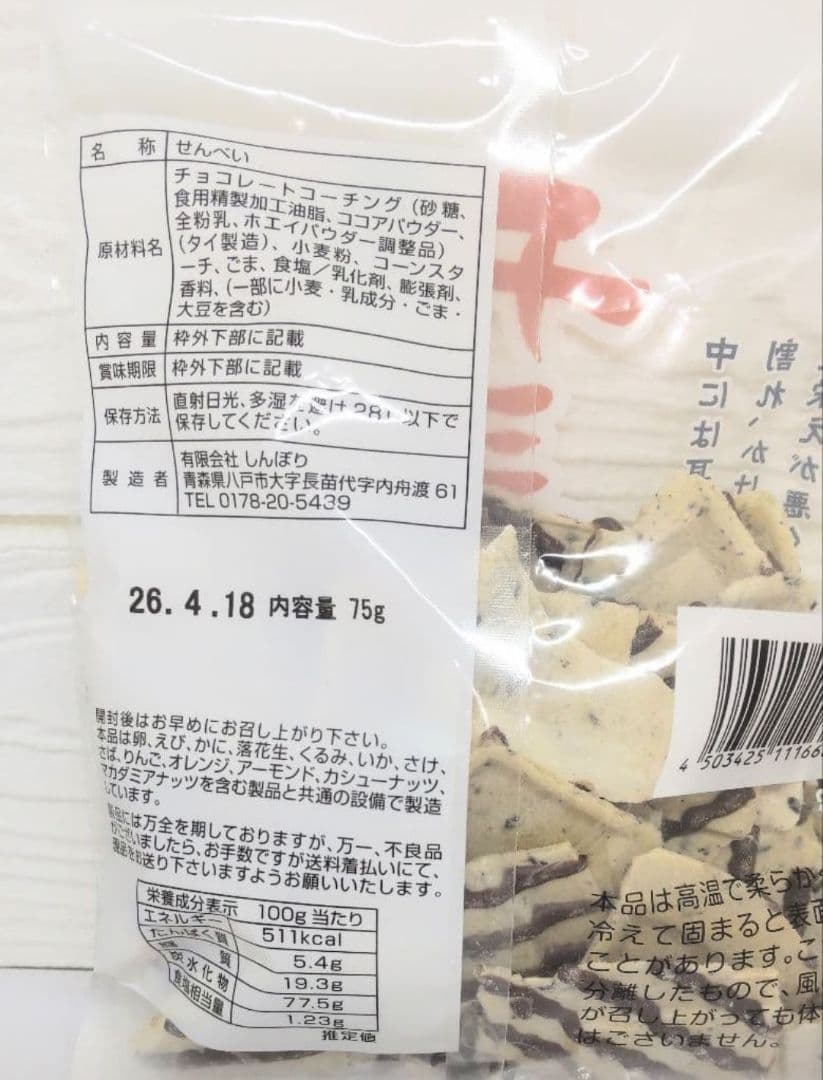 名 称 せんべい
原材料名 チョコレートコーチング（砂糖、
食用精製加工油脂、ココアパウダー、
全粉乳、ホエイパウダー調整品）
（タイ製造）、小麦粉、コーンスタ
ーチ、ごま、食塩／乳化剤、膨張剤、
香料、（一部に小麦・乳成分・ごま・
大豆を含む）
内容量 枠外下部に記載
賞味期限 枠外下部に記載
保存方法 直射日光、多湿を避け28 以下で
保存してください。
製造者 有限会社 しんぼり
青森県八戸市大字長苗代字内舟渡 61
TEL 0178-20-5439
26.4.18 内容量 75g
開封後はお早めにお召し上がり下さい。
本品は卵、えび、かに、落花生、くるみ、いか、さけ、
さば、りんご、オレンジ、アーモンド、カシューナッツ、
マカダミアナッツを含む製品と共通の設備で製造
しています。
製品には万全を期しておりますが、万一、不良品
がございましたら、お手数ですが送料着払いにて、
現品をお送り下さいますようお願いいたします。
栄養成分表示 100g 当たり
エネルギー 511kcal
たんぱく質 5.4g
脂質 19.3g
炭水化物 77.5g
食塩相当量 1.23g
推定値
割れ、かけ
中には耳
4 503425 11166
本品は高温で柔らか
冷えて固まると表面
ことがあります。こ
分離したもので、風
が召し上がっても体
はございません。